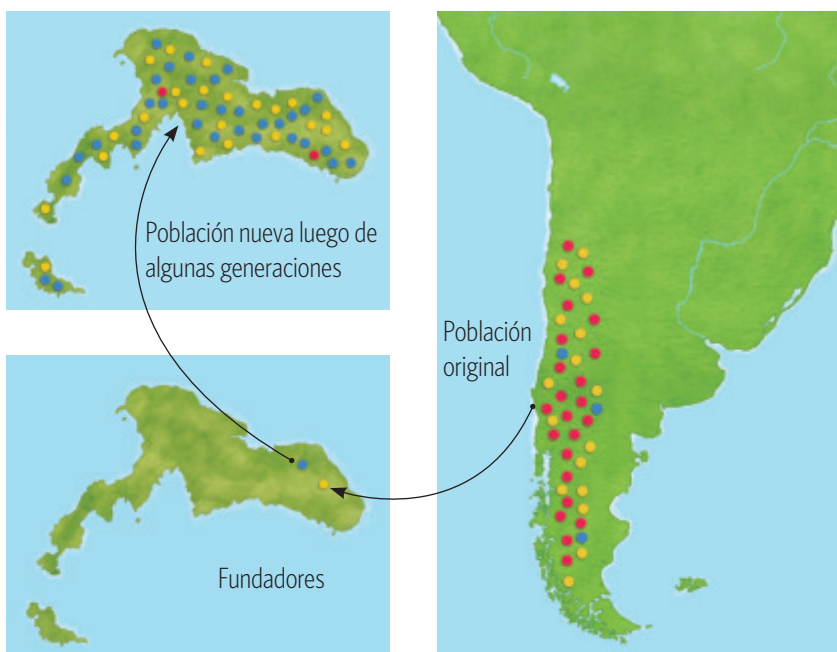 Población nueva luego de
algunas generaciones
Población
original
Fundadores